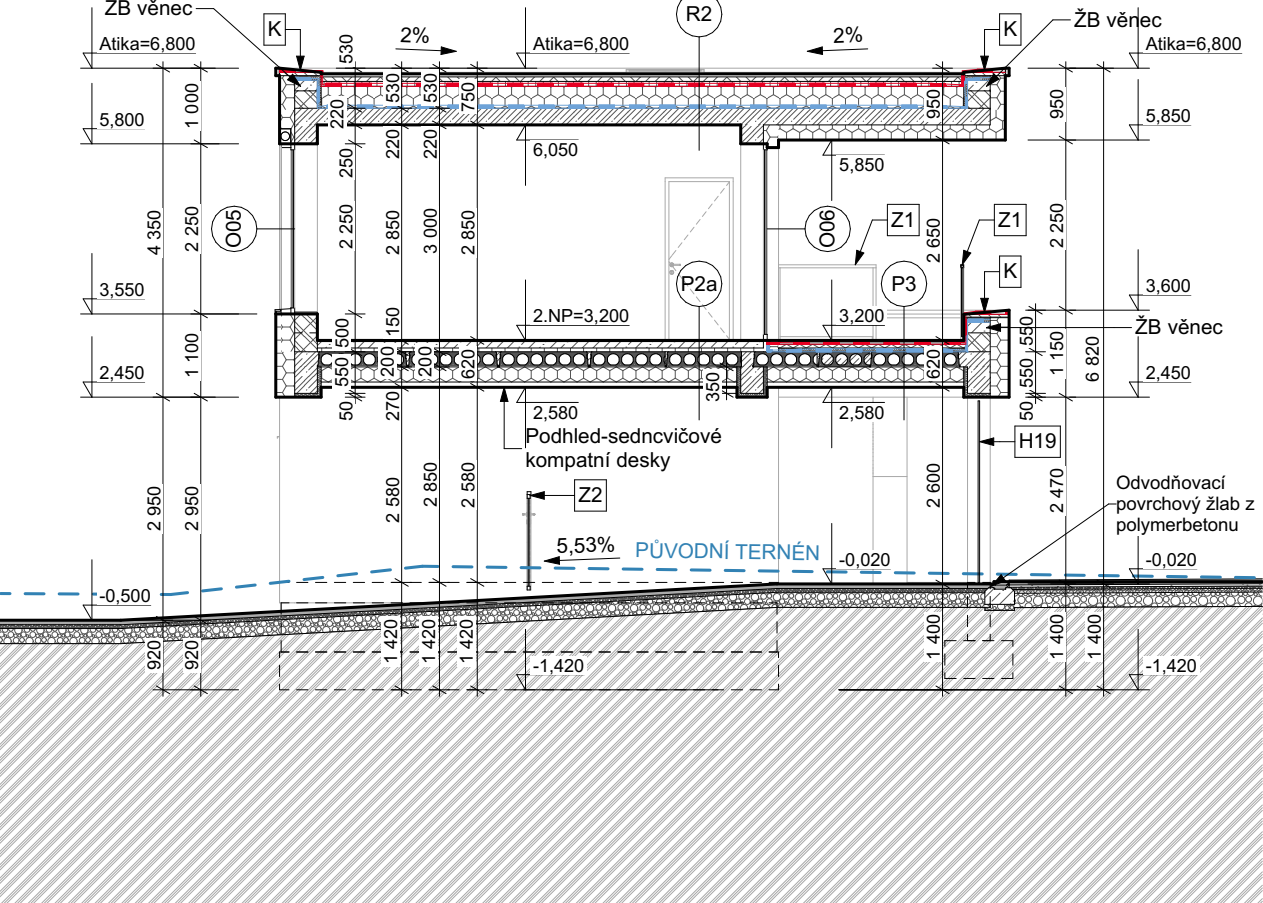 ŽB věnec
R2
ŽB věnec
K
K
Atika=6,800
530
2%
Atika=6,800
2%
Atika=6,800
1 000
220
530
530
750
950
950
5,800
5,850
220
220
6,050
5,850
250
4 350
2 250
O05
2 250
2 850
3 000
2 850
O06
Z1
2 650
Z1
2 250
K
P2a
P3
3,550
3,600
150
2.NP=3,200
3,200
ŽB věnec
500
550
1 100
200
200
620
620
1 150
6 820
550
550
350
2,450
2,450
50
270
2,580
2,580
50
Podhled-sedncvičové
kompatní desky
H19
2 950
2 950
2 580
2 850
2 580
Z2
2 600
2 470
Odvodňovací
povrchový žlab z
polymerbetonu
5,53%
PŮVODNÍ TERNÉN
-0,020
-0,020
-0,500
920
920
1 420
1 420
1 420
-1,420
1 400
1 400
1 400
-1,420